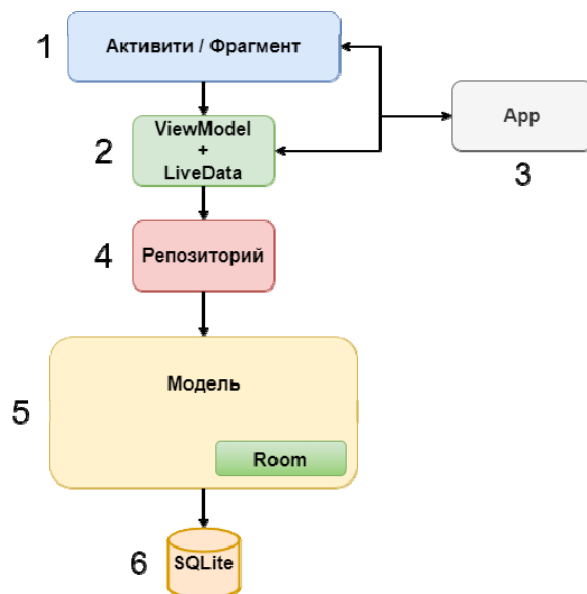 1
Активити / Фрагмент
ViewModel
+
LiveData
2
App
3
4
Репозиторий
Модель
5
Room
6
SQLite